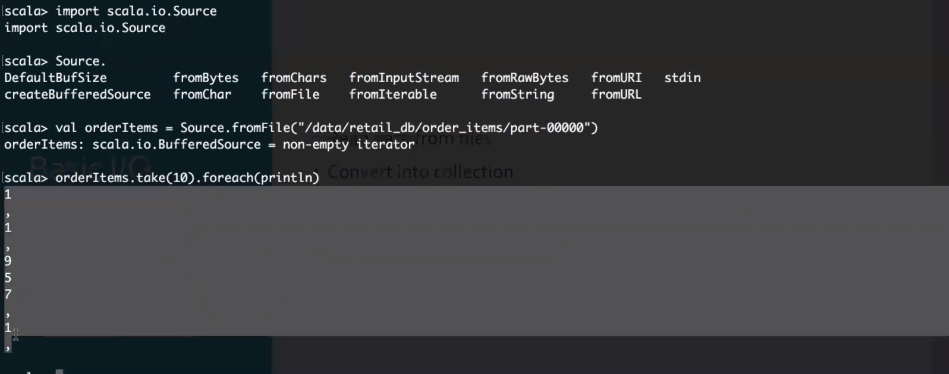 scala> import scala.io.Source
import scala.io.Source
scala> Source.
DefaultBufSize fromBytes fromChars fromInputStream fromRawBytes fromURI stdin
createBufferedSource fromChar fromFile fromIterable fromString fromURL
scala> val orderItems = Source.fromFile("/data/retail_db/order_items/part-00000")
orderItems: scala.io.BufferedSource = non-empty iterator
from files
Basic I/O
scala> orderItems.take(10).foreach(println)
Convert into collection
1
,
1
,
9
5
7
,
1
,